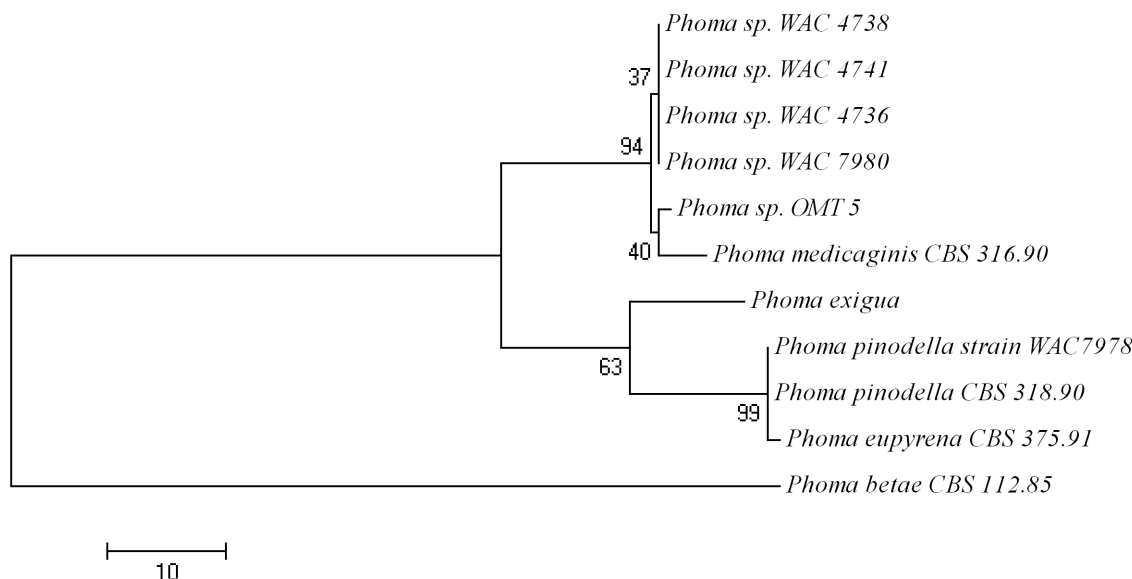 Phoma sp. WAC 4738
37
Phoma sp. WAC 4741
Phoma sp. WAC 4736
94
Phoma sp. WAC 7980
Phoma sp. OMT 5
40
Phoma medicaginis CBS 316.90
Phoma exigua
Phoma pinodella strain WAC7978
63
Phoma pinodella CBS 318.90
99
Phoma eupyrena CBS 375.91
Phoma betae CBS 112.85
10